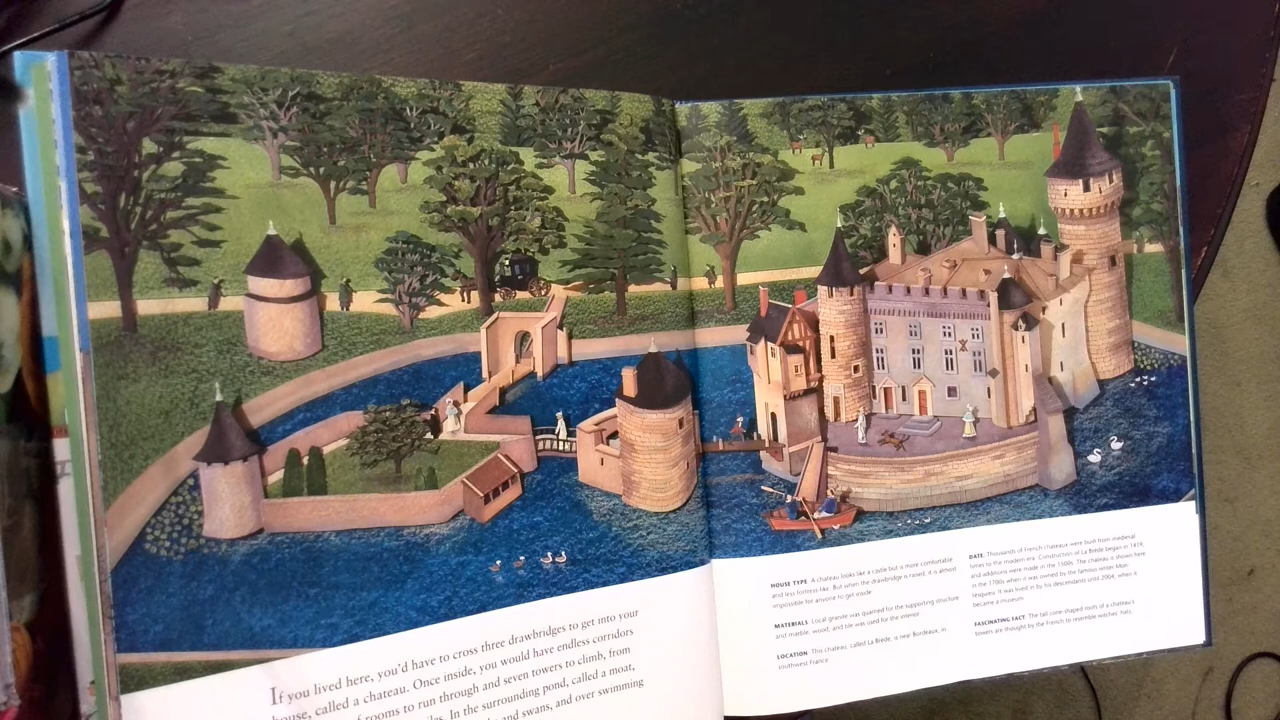 If you lived here, you'd have to cross three drawbridges to get into your
house, called a chateau. Once inside, you would have endless corridors
of rooms to run through and seven towers to climb, from
In the surrounding pond, called a moat,
and swans, and over swimming
HOUSE TYPE A chateau looks like a castle but is more comfortable
and less fortress-like. But when the drawbridge is raised, it is almost
impossible for anyone to get inside.
MATERIALS Local granite was quarried for the supporting structure
and marble, wood, and tile was used for the interior.
LOCATION This chateau, called La Brède, is near Bordeaux, in
southwest France.
DATE Thousands of French chateaux were built from medieval
times to the modern era. Construction of La Brède began in 1419,
and additions were made in the 1500s. The chateau is shown here
in the 1700s when it was owned by the famous writer Mon-
tesquieu. It was lived in by his descendants until 2004, when it
became a museum.
FASCINATING FACT The tall cone-shaped roofs of a chateau's
towers are thought by the French to resemble witches' hats.